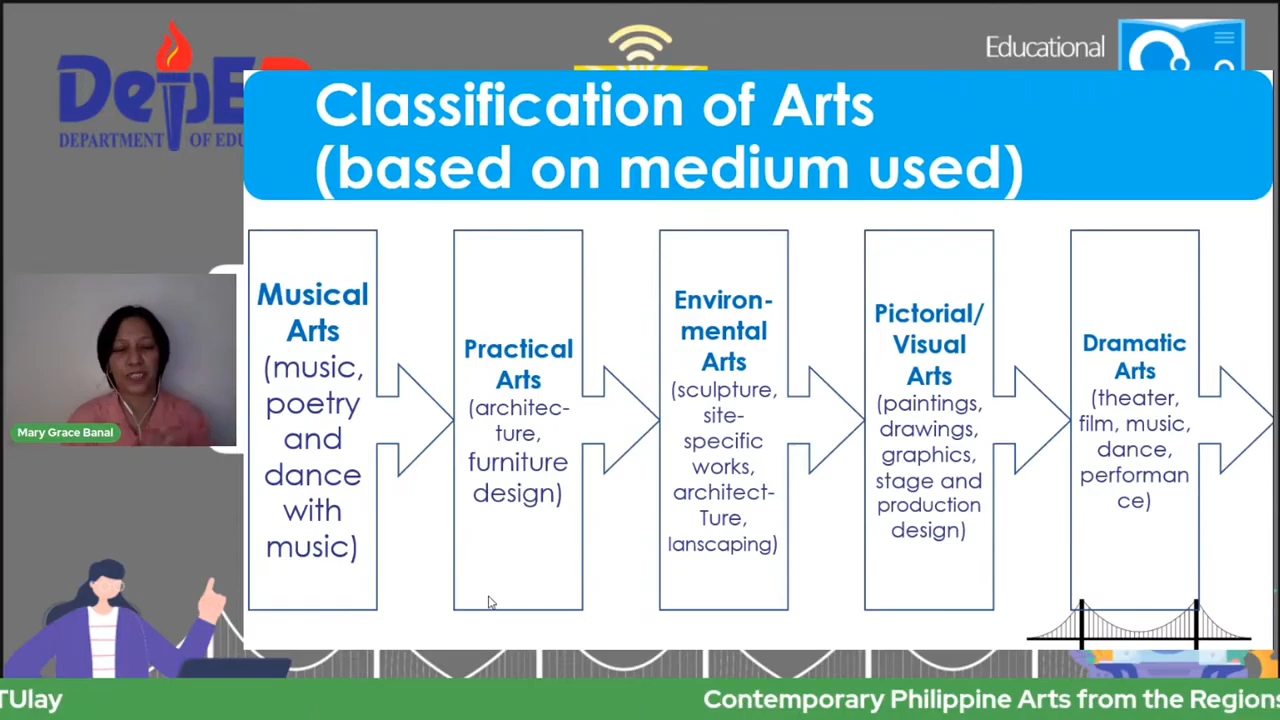 DepE
DEPARTMENT OF EDU
Educational
Classification of Arts
(based on medium used)
Musical
Arts
(music,
poetry
and
dance
with
music)
Practical
Arts
(architec-
ture,
furniture
design)
Environ-
mental
Arts
(sculpture,
site-
specific
works,
architect-
Ture,
lanscaping)
Pictorial/
Visual
Arts
(paintings,
drawings,
graphics,
stage and
production
design)
Dramatic
Arts
(theater,
film, music,
dance,
performan
ce)
Mary Grace Banal
TUlay
Contemporary Philippine Arts from the Regions